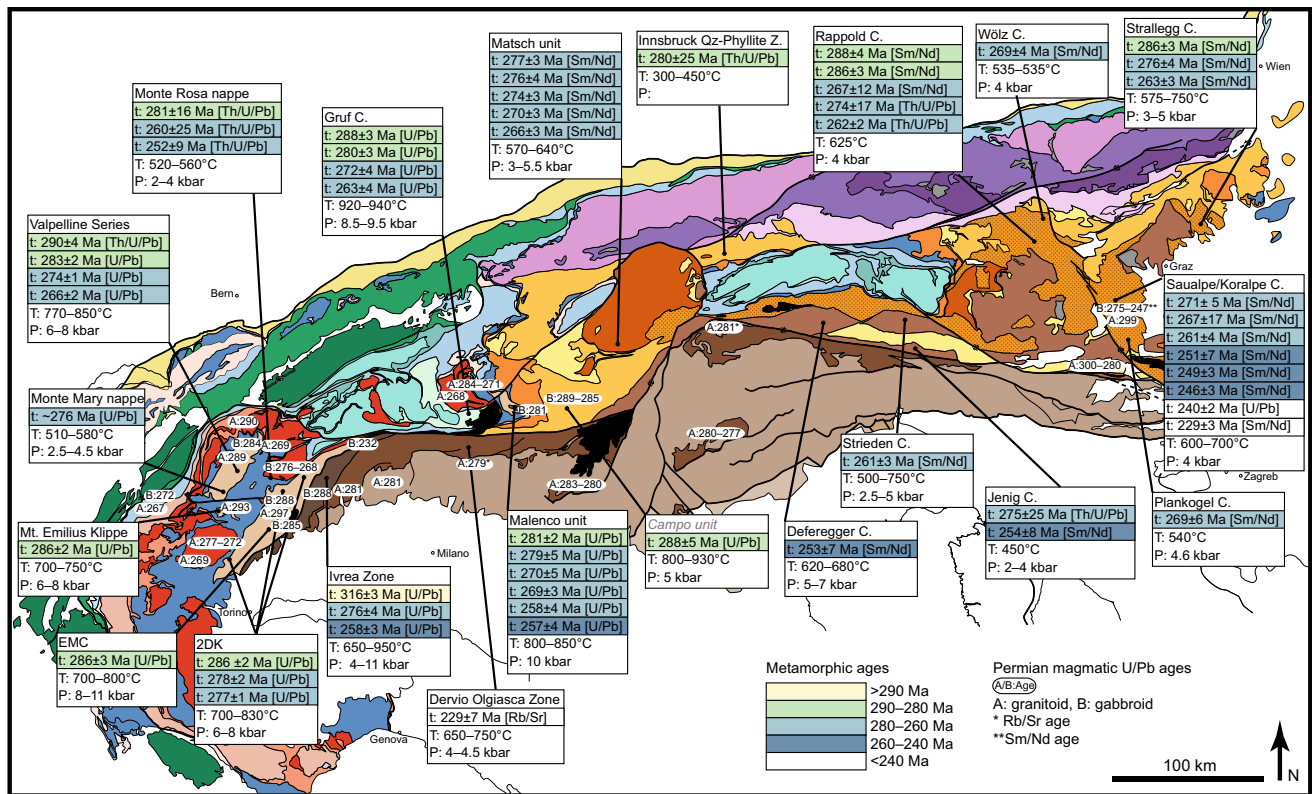 Monte Rosa nappe
t: 281±16 Ma [Th/U/Pb]
t: 260±25 Ma [Th/U/Pb]
t: 252±9 Ma [Th/U/Pb]
T: 520–560°C
P: 2–4 kbar
Gruf C.
t: 288±3 Ma [U/Pb]
t: 280±3 Ma [U/Pb]
t: 272±4 Ma [U/Pb]
t: 263±4 Ma [U/Pb]
T: 920–940°C
P: 8.5–9.5 kbar
Matsch unit
t: 277±3 Ma [Sm/Nd]
t: 276±4 Ma [Sm/Nd]
t: 274±3 Ma [Sm/Nd]
t: 270±3 Ma [Sm/Nd]
t: 266±3 Ma [Sm/Nd]
T: 570–640°C
P: 3–5.5 kbar
Innsbruck Qz-Phyllite Z.
t: 280±25 Ma [Th/U/Pb]
T: 300–450°C
P:
Rappold C.
t: 288±4 Ma [Sm/Nd]
t: 286±3 Ma [Sm/Nd]
t: 267±12 Ma [Sm/Nd]
t: 274±17 Ma [Th/U/Pb]
t: 262±2 Ma [Th/U/Pb]
T: 625°C
P: 4 kbar
Wölz C.
t: 269±4 Ma [Sm/Nd]
T: 535–535°C
P: 4 kbar
Strallegg C.
t: 286±3 Ma [Sm/Nd]
t: 276±4 Ma [Sm/Nd]
t: 263±3 Ma [Sm/Nd]
T: 575–750°C
P: 3–5 kbar
Wien
Valpelline Series
t: 290±4 Ma [Th/U/Pb]
t: 283±2 Ma [U/Pb]
t: 274±1 Ma [U/Pb]
t: 266±2 Ma [U/Pb]
T: 770–850°C
P: 6–8 kbar
Bern
Graz
Saualpe/Koralpe C.
t: 271± 5 Ma [Sm/Nd]
t: 267±17 Ma [Sm/Nd]
t: 261±4 Ma [Sm/Nd]
t: 251±7 Ma [Sm/Nd]
t: 249±3 Ma [Sm/Nd]
t: 246±3 Ma [Sm/Nd]
t: 240±2 Ma [U/Pb]
t: 229±3 Ma [Sm/Nd]
T: 600–700°C
P: 4 kbar
B:275–247**
A:299
A:281*
A:300–280
Monte Mary nappe
t: ~276 Ma [U/Pb]
T: 510–580°C
P: 2.5–4.5 kbar
A:284–271
A:268
B:289–285
B:281
A:290
B:284
A:269
A:289
B:232
A:280–277
B:276–268
A:279*
B:272
A:267
B:288
B:288
A:281
A:281
A:283–280
A:293
A:297
B:285
A:277–272
A:269
Strieden C.
t: 261±3 Ma [Sm/Nd]
T: 500–750°C
P: 2.5–5 kbar
Zagreb
Mt. Emilius Klippe
t: 286±2 Ma [U/Pb]
T: 700–750°C
P: 6–8 kbar
Milano
Malenco unit
t: 281±2 Ma [U/Pb]
t: 279±5 Ma [U/Pb]
t: 270±5 Ma [U/Pb]
t: 269±3 Ma [U/Pb]
t: 258±4 Ma [U/Pb]
t: 257±4 Ma [U/Pb]
T: 800–850°C
P: 10 kbar
Campo unit
t: 288±5 Ma [U/Pb]
T: 800–930°C
P: 5 kbar
Deferegger C.
t: 253±7 Ma [Sm/Nd]
T: 620–680°C
P: 5–7 kbar
Jenig C.
t: 275±25 Ma [Th/U/Pb]
t: 254±8 Ma [Sm/Nd]
T: 450°C
P: 2–4 kbar
Plankogel C.
t: 269±6 Ma [Sm/Nd]
T: 540°C
P: 4.6 kbar
Ivrea Zone
t: 316±3 Ma [U/Pb]
t: 276±4 Ma [U/Pb]
t: 258±3 Ma [U/Pb]
T: 650–950°C
P: 4–11 kbar
Torino
EMC
t: 286±3 Ma [U/Pb]
T: 700–800°C
P: 8–11 kbar
2DK
t: 286 ±2 Ma [U/Pb]
t: 278±2 Ma [U/Pb]
t: 277±1 Ma [U/Pb]
T: 700–830°C
P: 6–8 kbar
Genova
Dervio Olgiasca Zone
t: 229±7 Ma [Rb/Sr]
T: 650–750°C
P: 4–4.5 kbar
Metamorphic ages
>290 Ma
290–280 Ma
280–260 Ma
260–240 Ma
<240 Ma
Permian magmatic U/Pb ages
A/B:Age
A: granitoid, B: gabbroid
* Rb/Sr age
**Sm/Nd age
100 km
N